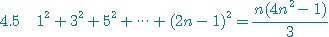 4.5 1² + 3² + 5² + ⋯ + (2n − 1)² = n(4n² − 1)/3